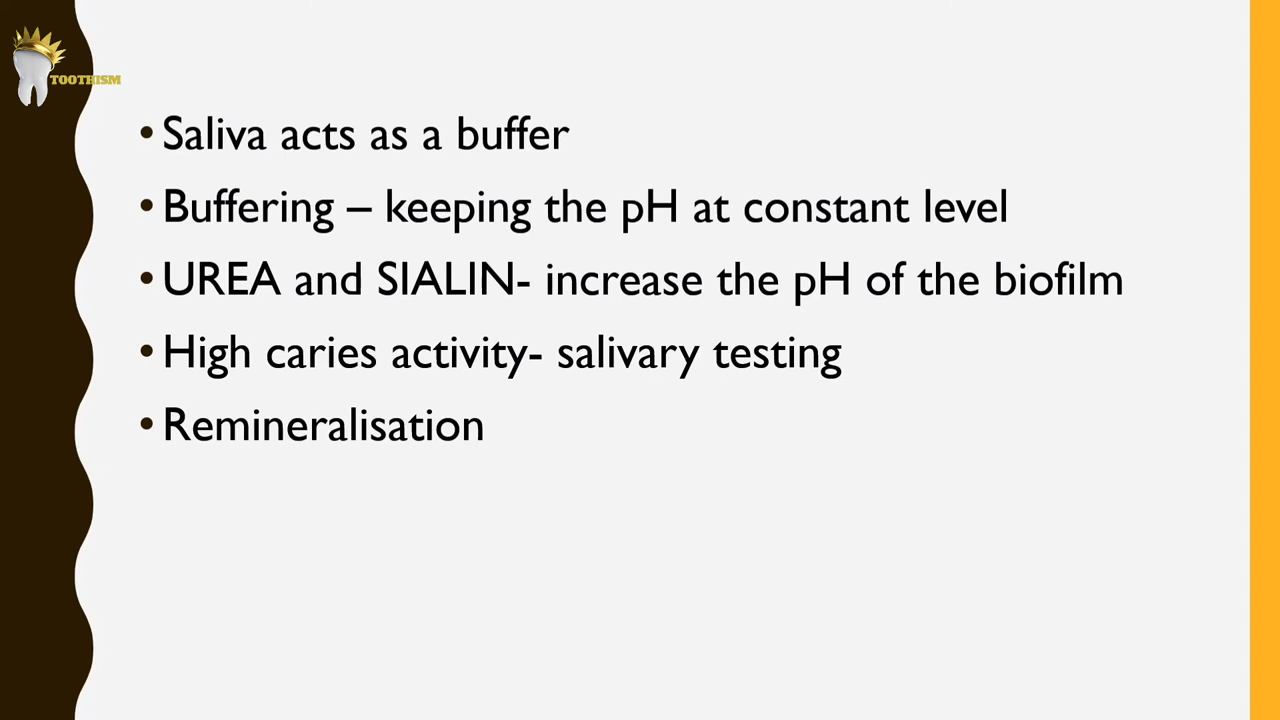 TOOTHISM
• Saliva acts as a buffer
• Buffering – keeping the pH at constant level
• UREA and SIALIN- increase the pH of the biofilm
• High caries activity- salivary testing
• Remineralisation